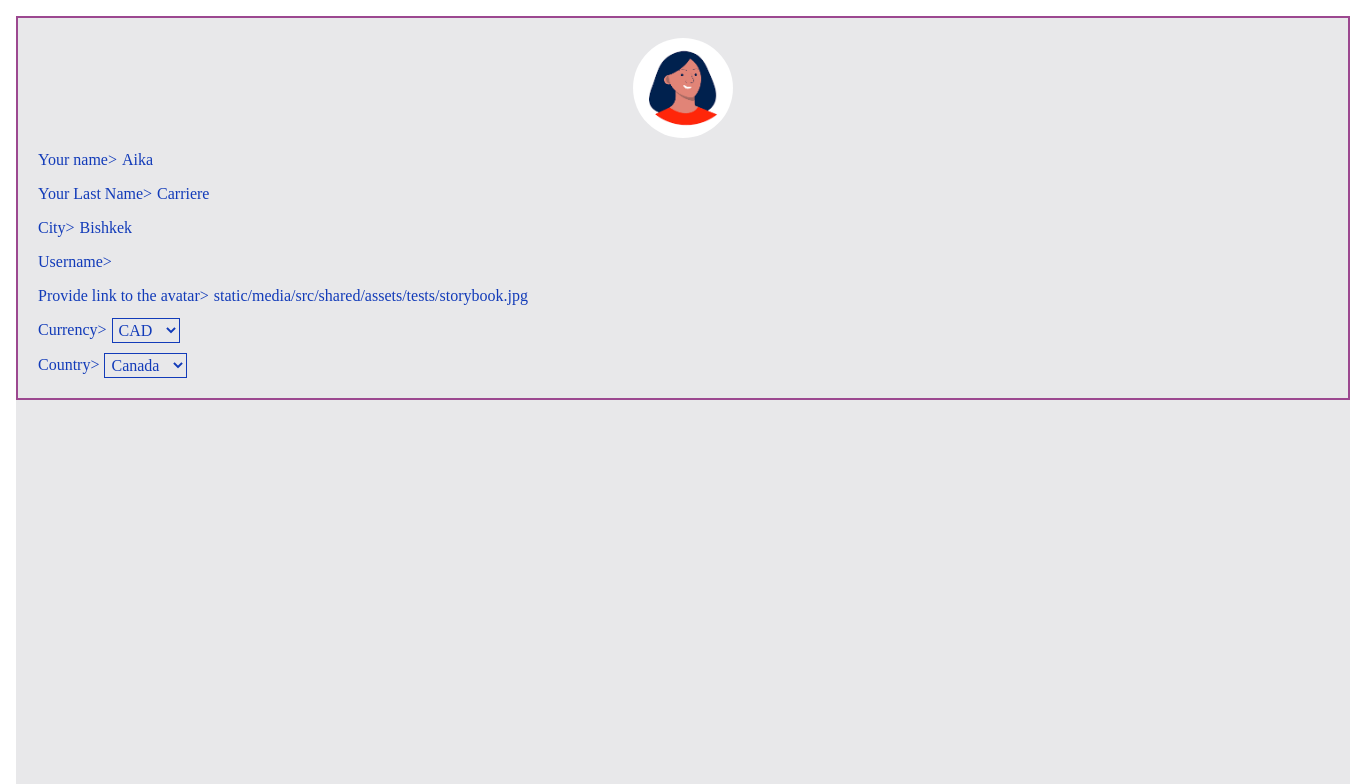 Your name> Aika
Your Last Name> Carriere
City> Bishkek
Username>
Provide link to the avatar> static/media/src/shared/assets/tests/storybook.jpg
Currency> CAD
Country> Canada